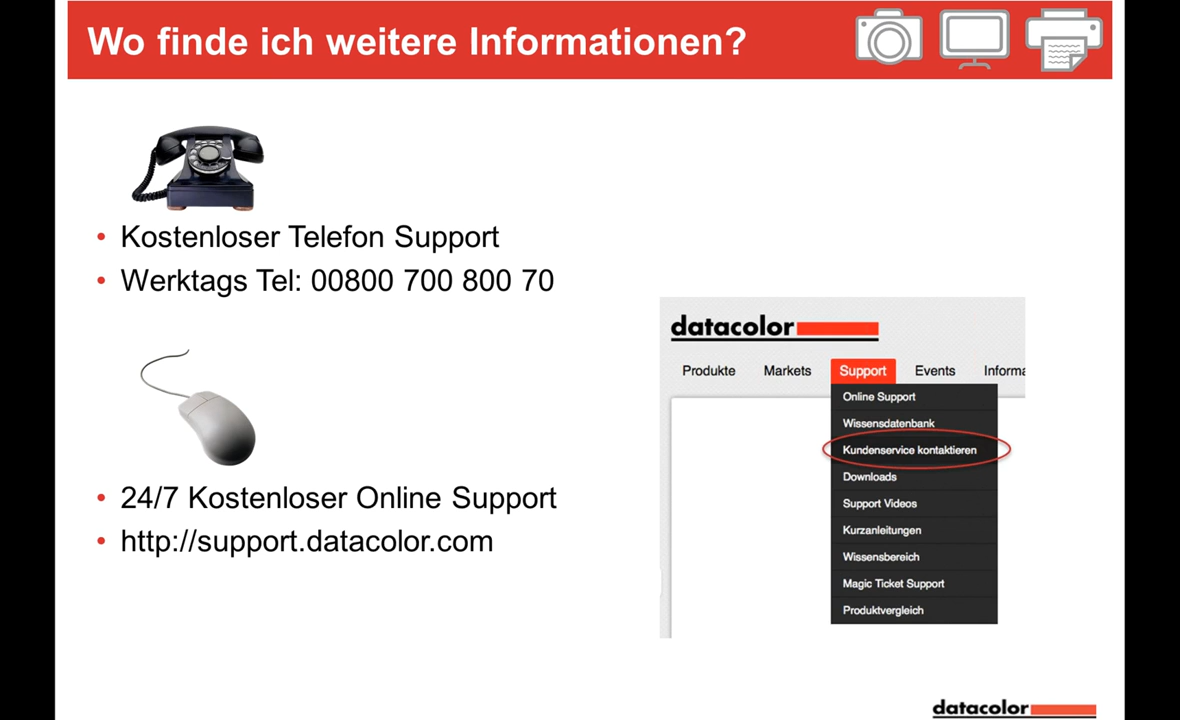 Wo finde ich weitere Informationen?
Kostenloser Telefon Support
Werktags Tel: 00800 700 800 70
24/7 Kostenloser Online Support
http://support.datacolor.com
datacolor
Produkte Markets Support Events Informa
Online Support
Wissensdatenbank
Kundenservice kontaktieren
Downloads
Support Videos
Kurzanleitungen
Wissensbereich
Magic Ticket Support
Produktvergleich
datacolor